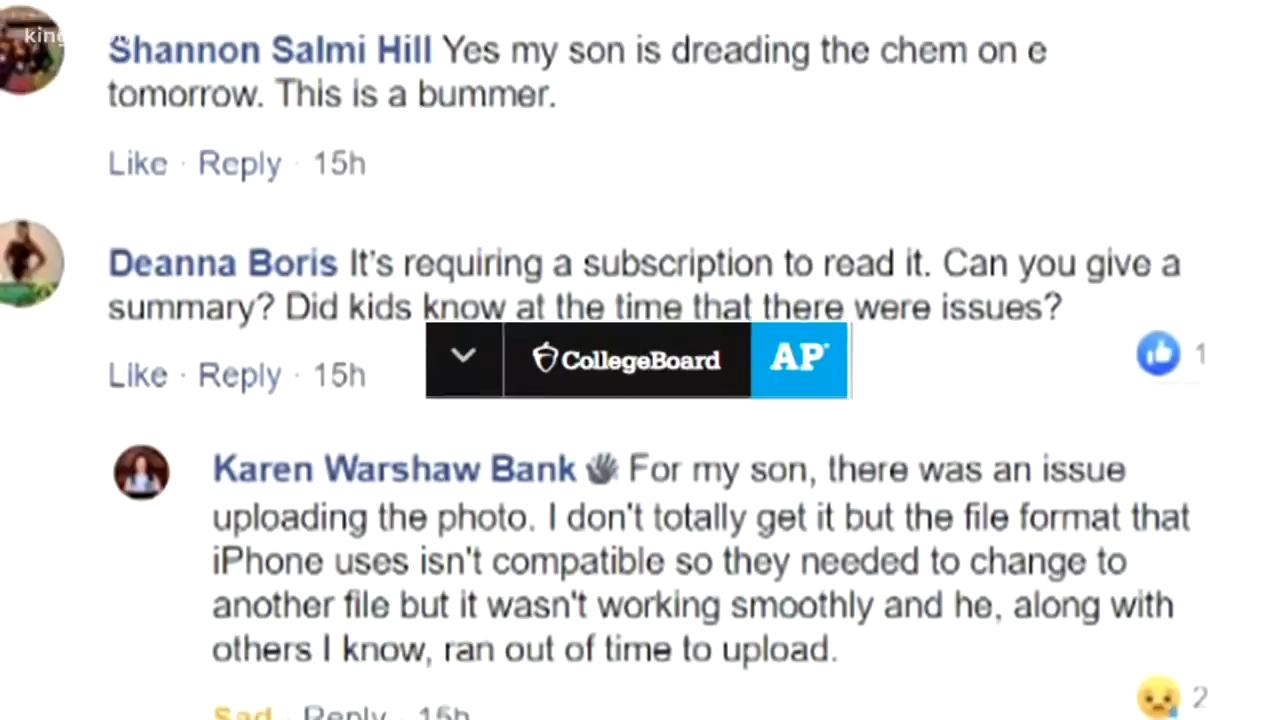 Shannon Salmi Hill Yes my son is dreading the chem on e
tomorrow. This is a bummer.
Like · Reply · 15h
Deanna Boris It's requiring a subscription to read it. Can you give a
summary? Did kids know at the time that there were issues?
CollegeBoard AP
1
Like · Reply · 15h
Karen Warshaw Bank For my son, there was an issue
uploading the photo. I don't totally get it but the file format that
iPhone uses isn't compatible so they needed to change to
another file but it wasn't working smoothly and he, along with
others I know, ran out of time to upload.
2
Sad · Reply · 15h